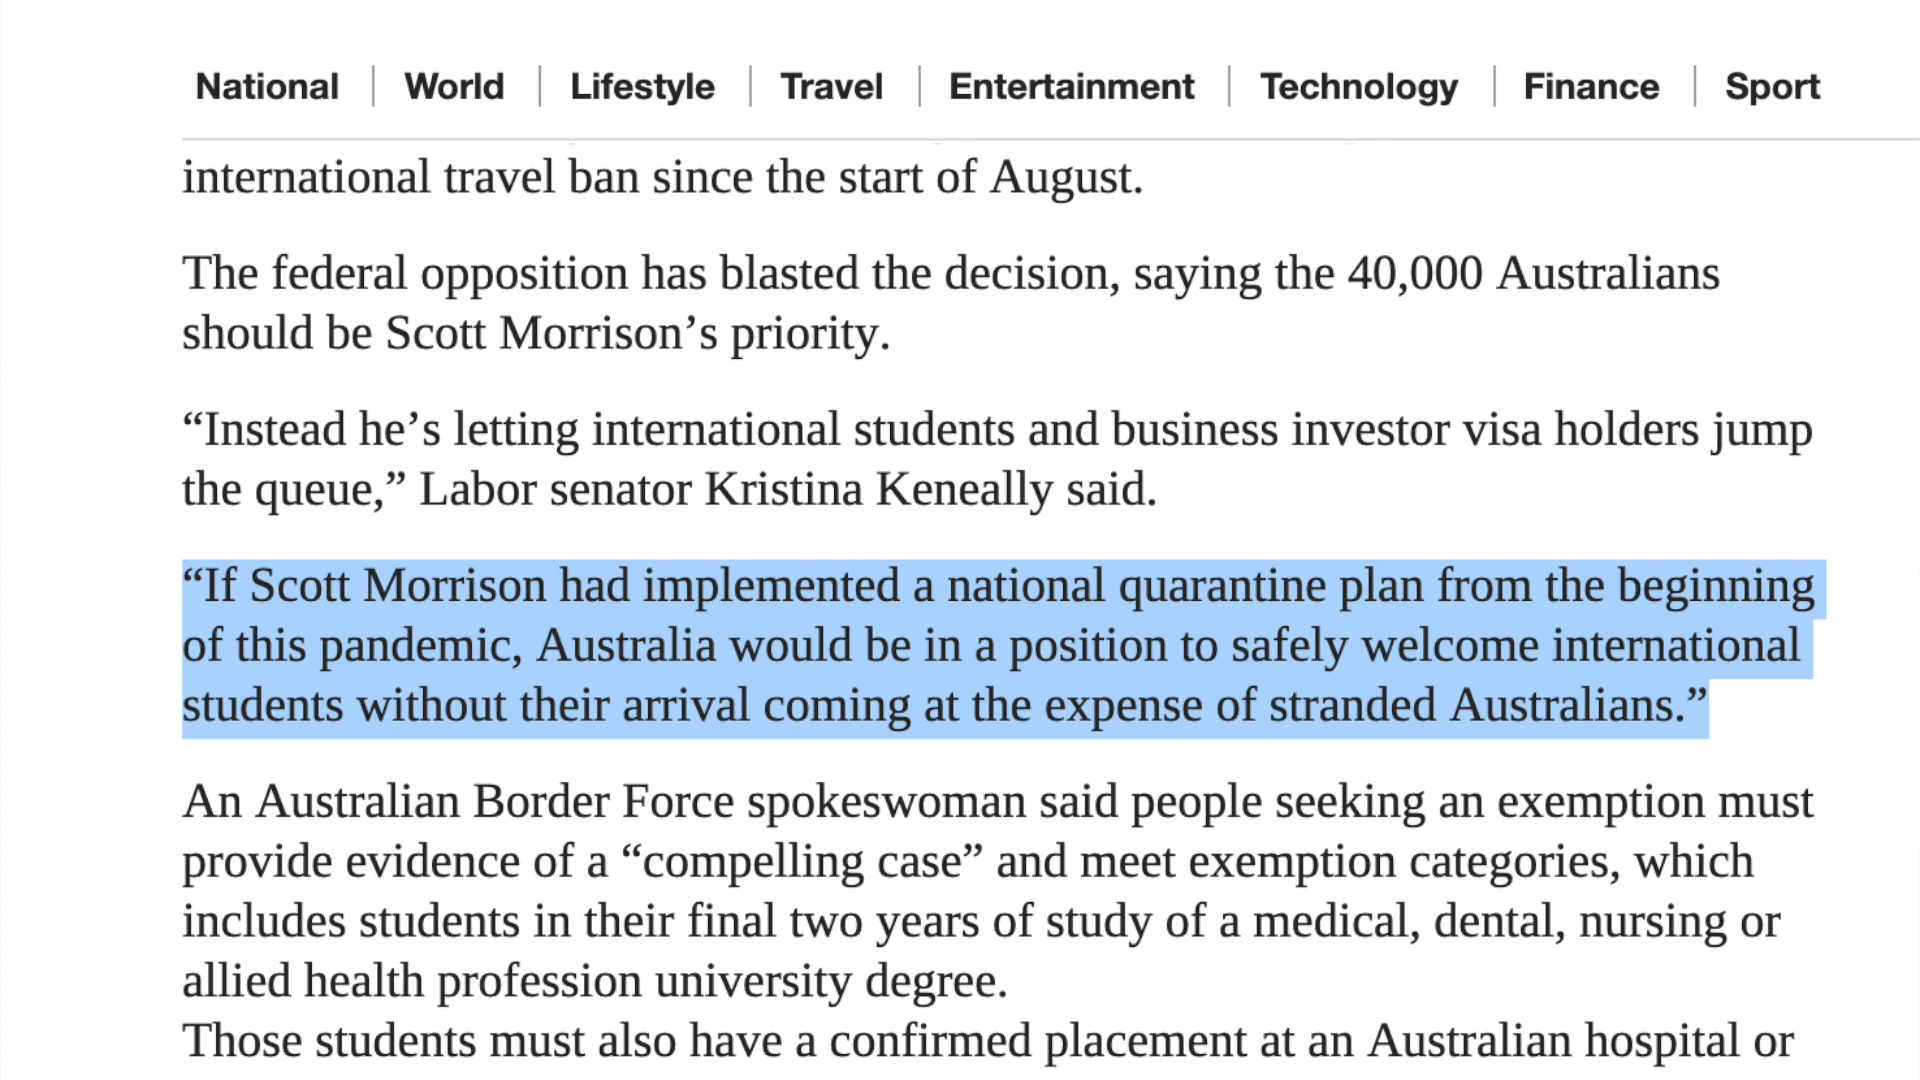 National | World | Lifestyle | Travel | Entertainment | Technology | Finance | Sport
international travel ban since the start of August.
The federal opposition has blasted the decision, saying the 40,000 Australians
should be Scott Morrison’s priority.
“Instead he’s letting international students and business investor visa holders jump
the queue,” Labor senator Kristina Keneally said.
“If Scott Morrison had implemented a national quarantine plan from the beginning
of this pandemic, Australia would be in a position to safely welcome international
students without their arrival coming at the expense of stranded Australians.”
An Australian Border Force spokeswoman said people seeking an exemption must
provide evidence of a “compelling case” and meet exemption categories, which
includes students in their final two years of study of a medical, dental, nursing or
allied health profession university degree.
Those students must also have a confirmed placement at an Australian hospital or